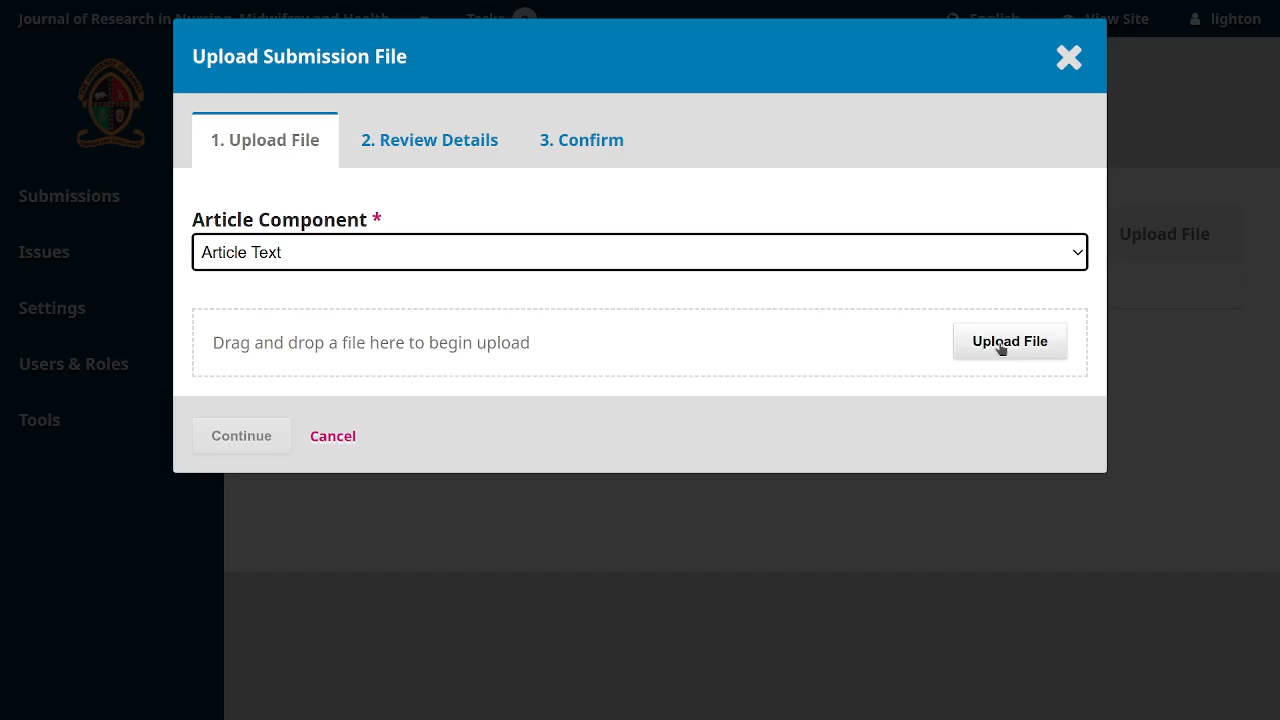 Journal of Research in Nursing, Midwifrey and Health
Tasks
English
View Site
lighton
Upload Submission File
1. Upload File
2. Review Details
3. Confirm
Submissions
Issues
Settings
Users & Roles
Tools
Article Component *
Article Text
Upload File
Drag and drop a file here to begin upload
Upload File
Continue
Cancel